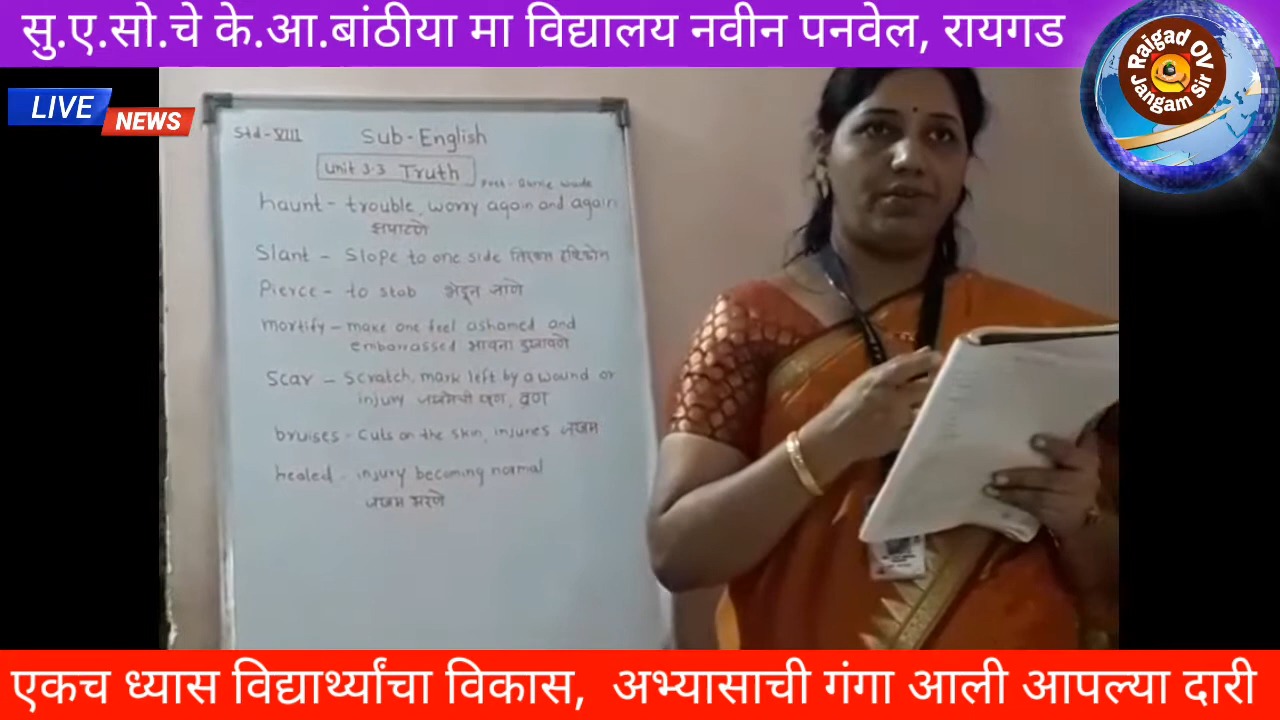 सु.ए.सो.चे के.आ.बांठीया मा विद्यालय नवीन पनवेल, रायगड
Raigad OV
Jangam Sir
LIVE
NEWS
Std - VIII
Sub - English
Unit 3.3 Truth
haunt - trouble, worry again and again
झपाटणे
Slant - Slope to one side
Pierce - to stab भेदून जाणे
mortify - make one feel ashamed and
embarrassed भावना दुखावणे
Scar - Scratch, mark left by a wound or
injury व्रण
bruises - Cuts on the skin, injuries जखम
healed - injury becoming normal
जखम भरणे
एकच ध्यास विद्यार्थ्यांचा विकास, अभ्यासाची गंगा आली आपल्या दारी